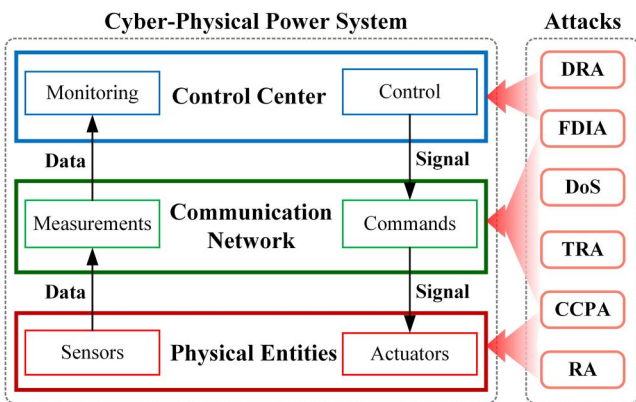 Cyber-Physical Power System
Attacks
Monitoring
Control Center
Control
Data
Signal
Measurements
Communication
Network
Commands
Data
Signal
Sensors
Physical Entities
Actuators
DRA
FDIA
DoS
TRA
CCPA
RA